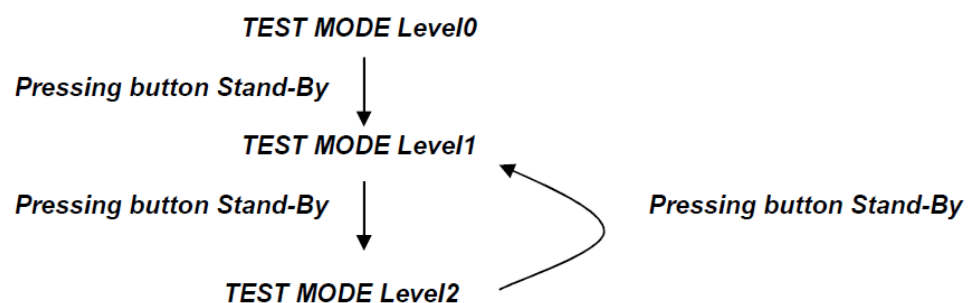 TEST MODE Level0
Pressing button Stand-By
TEST MODE Level1
Pressing button Stand-By
Pressing button Stand-By
TEST MODE Level2